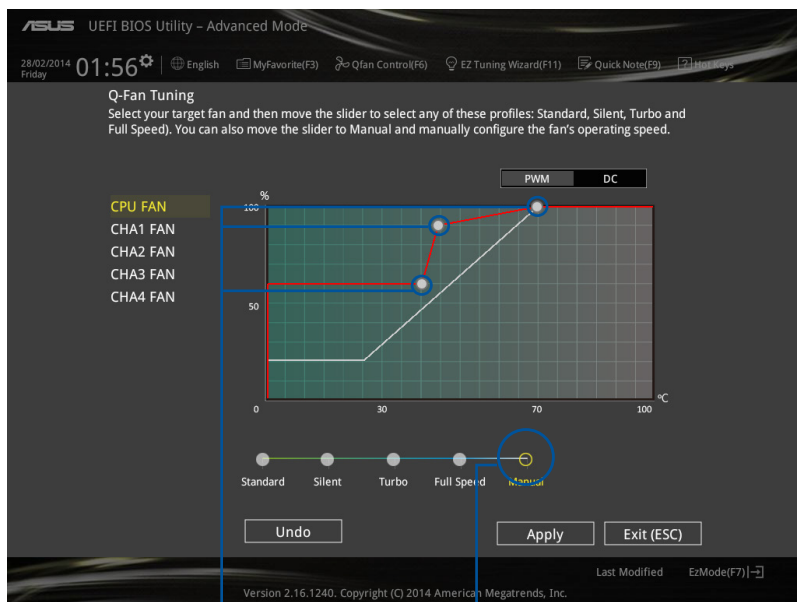 ASUS UEFI BIOS Utility – Advanced Mode
28/02/2014 Friday 01:56 English MyFavorite(F3) Qfan Control(F6) EZ Tuning Wizard(F11) Quick Note(F9) ? Hot Keys
Q-Fan Tuning
Select your target fan and then move the slider to select any of these profiles: Standard, Silent, Turbo and
Full Speed). You can also move the slider to Manual and manually configure the fan's operating speed.
PWM DC
%
CPU FAN
100
CHA1 FAN
CHA2 FAN
CHA3 FAN
CHA4 FAN
50
ºC
0 30 70 100
Standard Silent Turbo Full Speed Manual
Undo Apply Exit (ESC)
Last Modified EzMode(F7)
Version 2.16.1240. Copyright (C) 2014 American Megatrends, Inc.